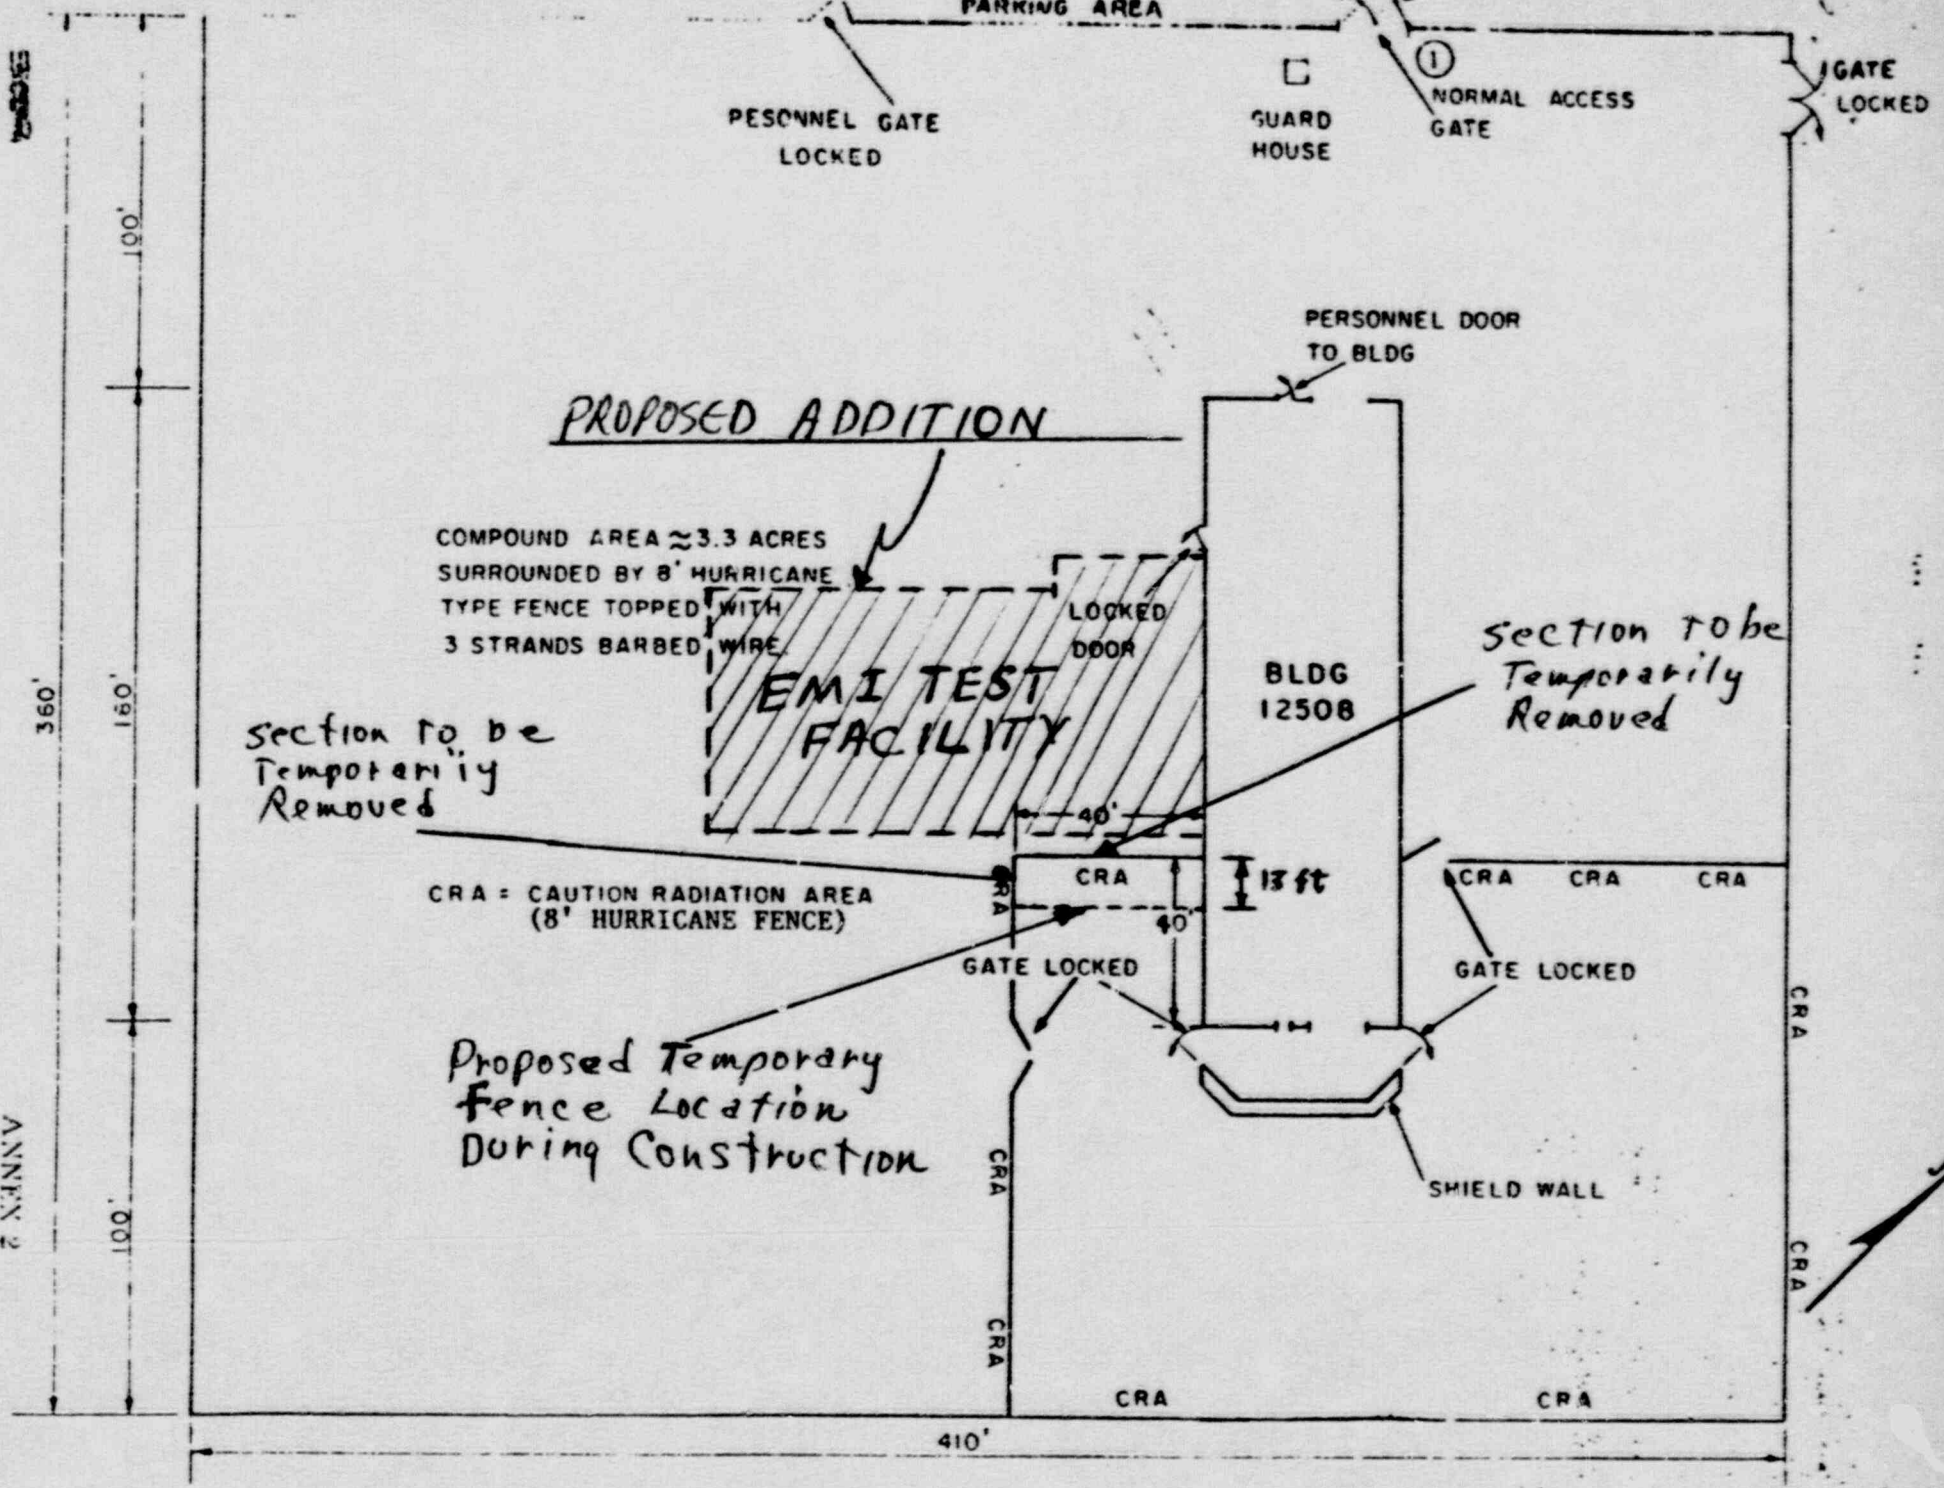 PARKING AREA
1
GATE
LOCKED
NORMAL ACCESS
GATE
PESONNEL GATE
LOCKED
GUARD
HOUSE
100'
PERSONNEL DOOR
TO BLDG
PROPOSED ADDITION
COMPOUND AREA ≈3.3 ACRES
SURROUNDED BY 8' HURRICANE
TYPE FENCE TOPPED WITH
3 STRANDS BARBED WIRE
LOCKED
DOOR
EMI TEST
FACILITY
BLDG
12508
section to be
Temporarily
Removed
360'
160'
section to be
Temporarily
Removed
40'
CRA
CRA
13 ft
CRA CRA CRA
CRA = CAUTION RADIATION AREA
(8' HURRICANE FENCE)
40'
GATE LOCKED
GATE LOCKED
CRA
Proposed Temporary
Fence Location
During Construction
CRA
SHIELD WALL
ANNEX 2
100'
CRA
CRA
CRA
CRA
410'